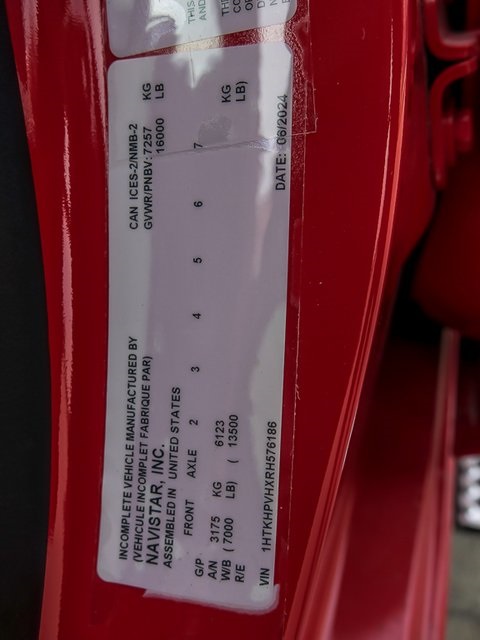 THIS
AND
INCOMPLETE VEHICLE MANUFACTURED BY
(VEHICULE INCOMPLET FABRIQUE PAR)
NAVISTAR, INC.
ASSEMBLED IN UNITED STATES
CAN ICES-2/NMB-2
GVWR/PNBV: 7257 KG
16000 LB
FRONT AXLE 2 3 4 5 6 7
G/P
A/N 3175 KG 6123 KG
W/B ( 7000 LB) ( 13500 LB)
R/E
VIN 1HTKHPVHXRH576186 DATE: 06/2024